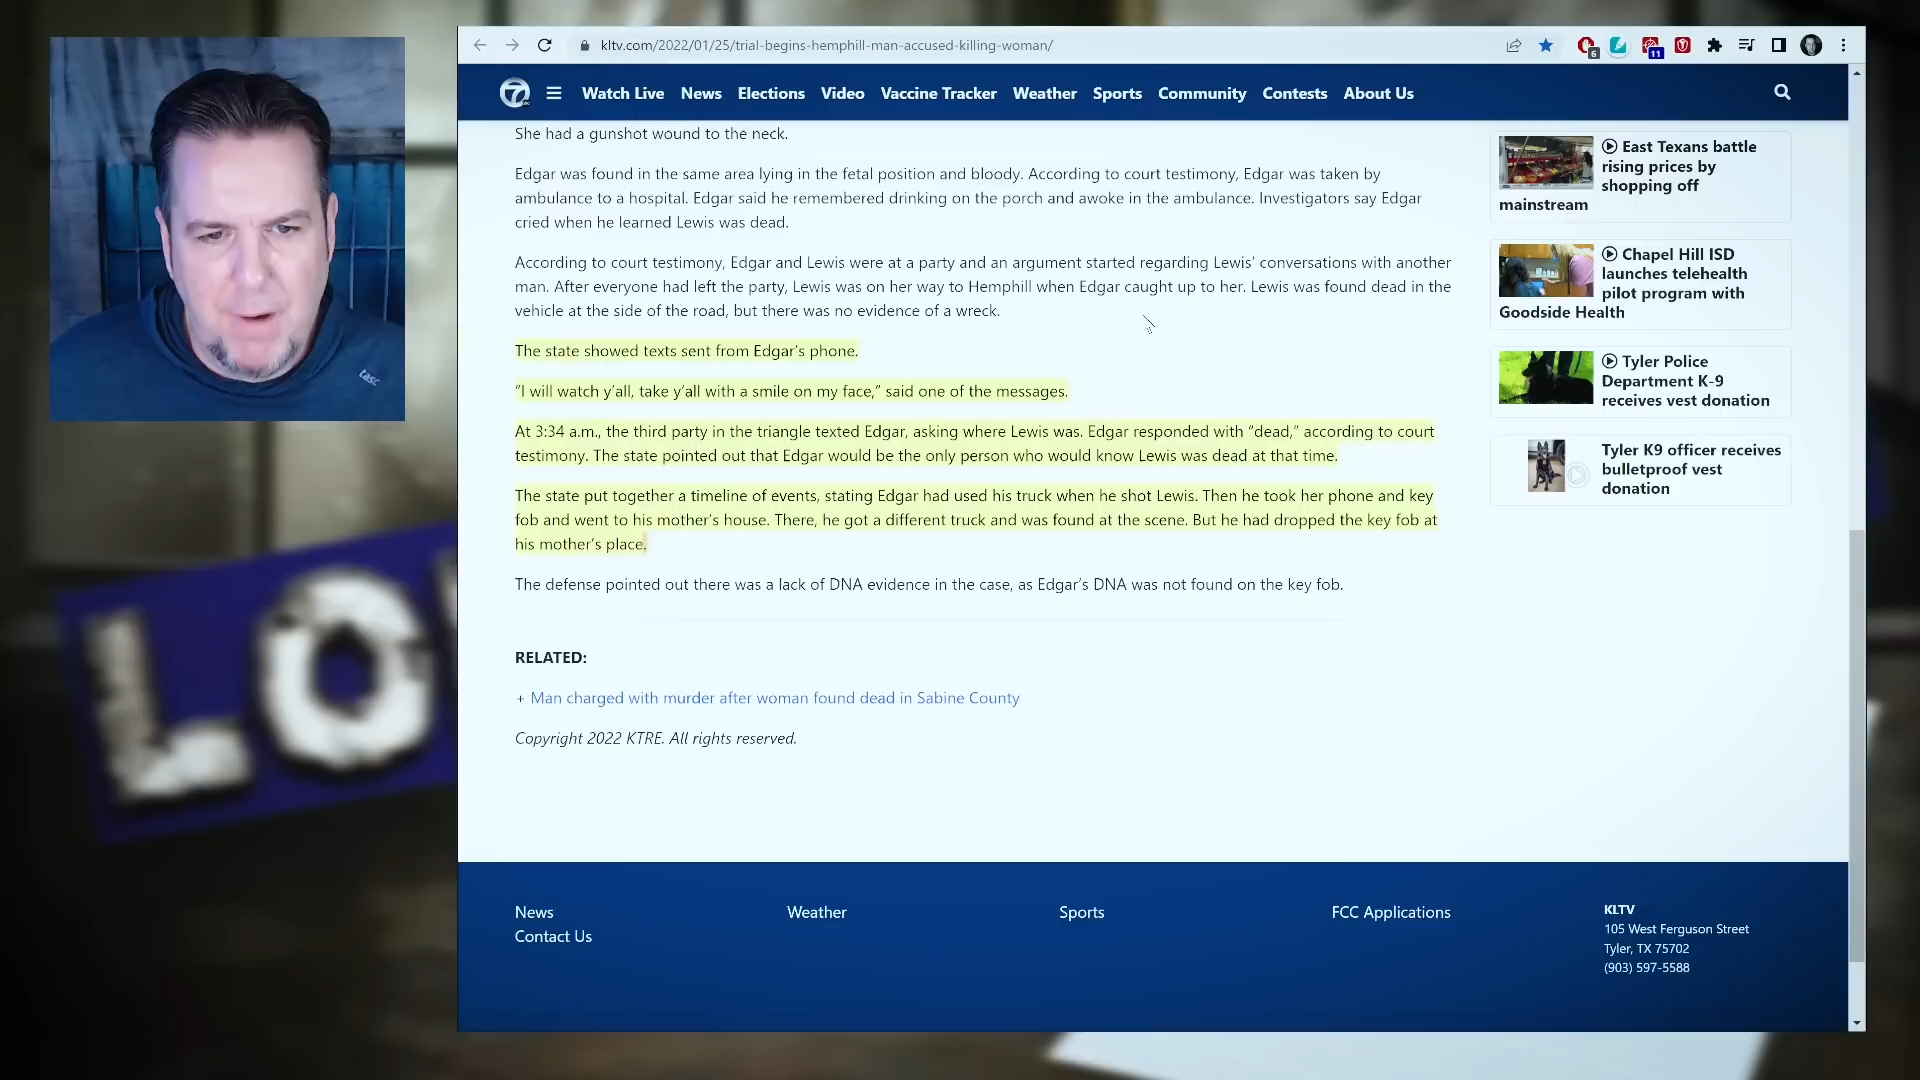 kltv.com/2022/01/25/trial-begins-hemphill-man-accused-killing-woman/
6
11
7
Watch Live News Elections Video Vaccine Tracker Weather Sports Community Contests About Us
She had a gunshot wound to the neck.
Edgar was found in the same area lying in the fetal position and bloody. According to court testimony, Edgar was taken by
ambulance to a hospital. Edgar said he remembered drinking on the porch and awoke in the ambulance. Investigators say Edgar
cried when he learned Lewis was dead.
According to court testimony, Edgar and Lewis were at a party and an argument started regarding Lewis’ conversations with another
man. After everyone had left the party, Lewis was on her way to Hemphill when Edgar caught up to her. Lewis was found dead in the
vehicle at the side of the road, but there was no evidence of a wreck.
The state showed texts sent from Edgar’s phone.
“I will watch y’all, take y’all with a smile on my face,” said one of the messages.
At 3:34 a.m., the third party in the triangle texted Edgar, asking where Lewis was. Edgar responded with “dead,” according to court
testimony. The state pointed out that Edgar would be the only person who would know Lewis was dead at that time.
The state put together a timeline of events, stating Edgar had used his truck when he shot Lewis. Then he took her phone and key
fob and went to his mother’s house. There, he got a different truck and was found at the scene. But he had dropped the key fob at
his mother’s place.
The defense pointed out there was a lack of DNA evidence in the case, as Edgar’s DNA was not found on the key fob.
RELATED:
+ Man charged with murder after woman found dead in Sabine County
Copyright 2022 KTRE. All rights reserved.
East Texans battle
rising prices by
shopping off
mainstream
Chapel Hill ISD
launches telehealth
pilot program with
Goodside Health
Tyler Police
Department K-9
receives vest donation
Tyler K9 officer receives
bulletproof vest
donation
News
Contact Us
Weather
Sports
FCC Applications
KLTV
105 West Ferguson Street
Tyler, TX 75702
(903) 597-5588
tasc
LO